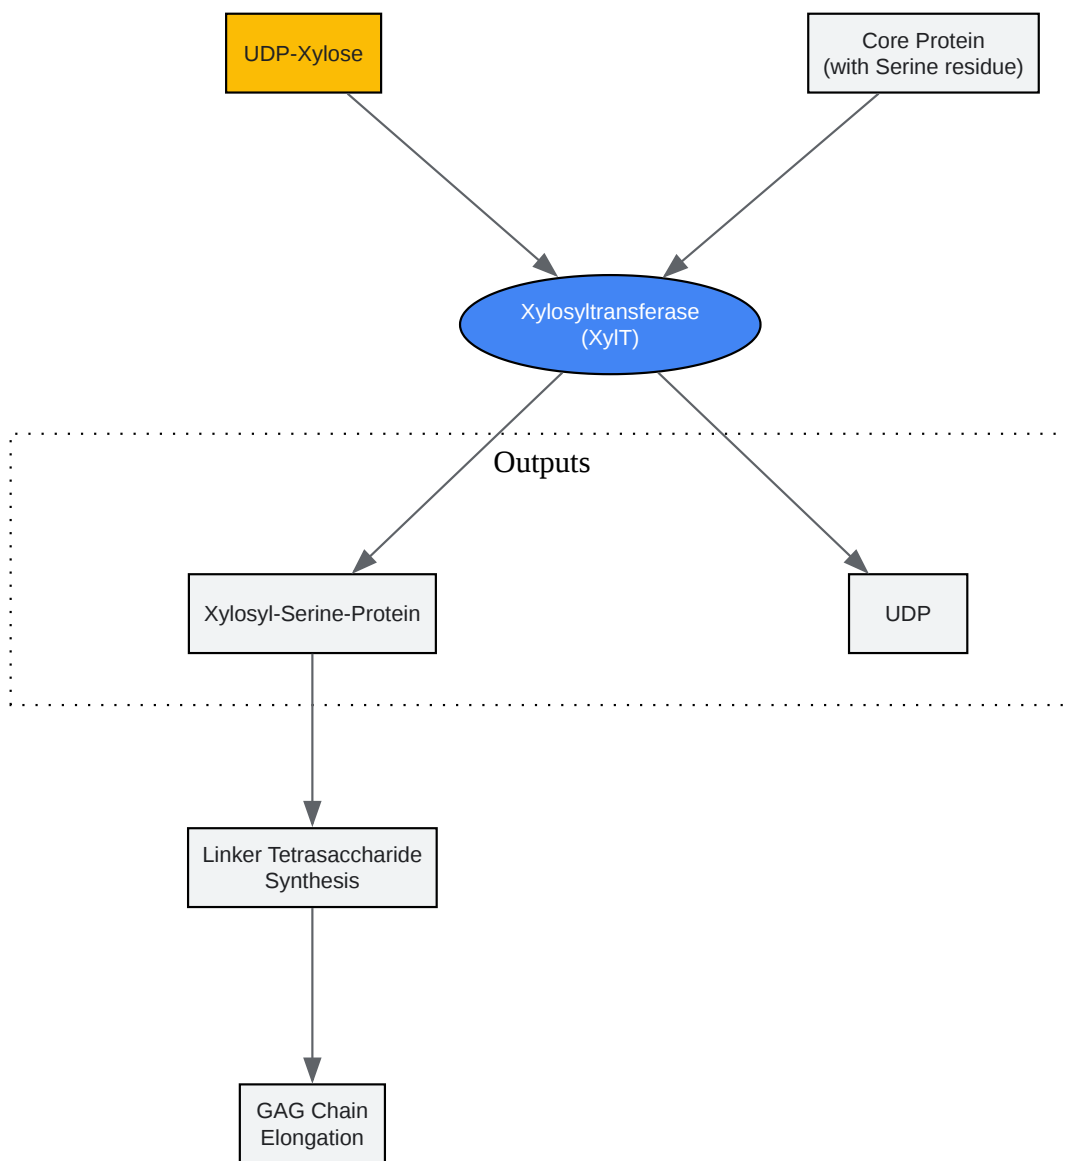 UDP-Xylose
Core Protein
(with Serine residue)
Xylosyltransferase
(XylT)
Outputs
Xylosyl-Serine-Protein
UDP
Linker Tetrasaccharide
Synthesis
GAG Chain
Elongation